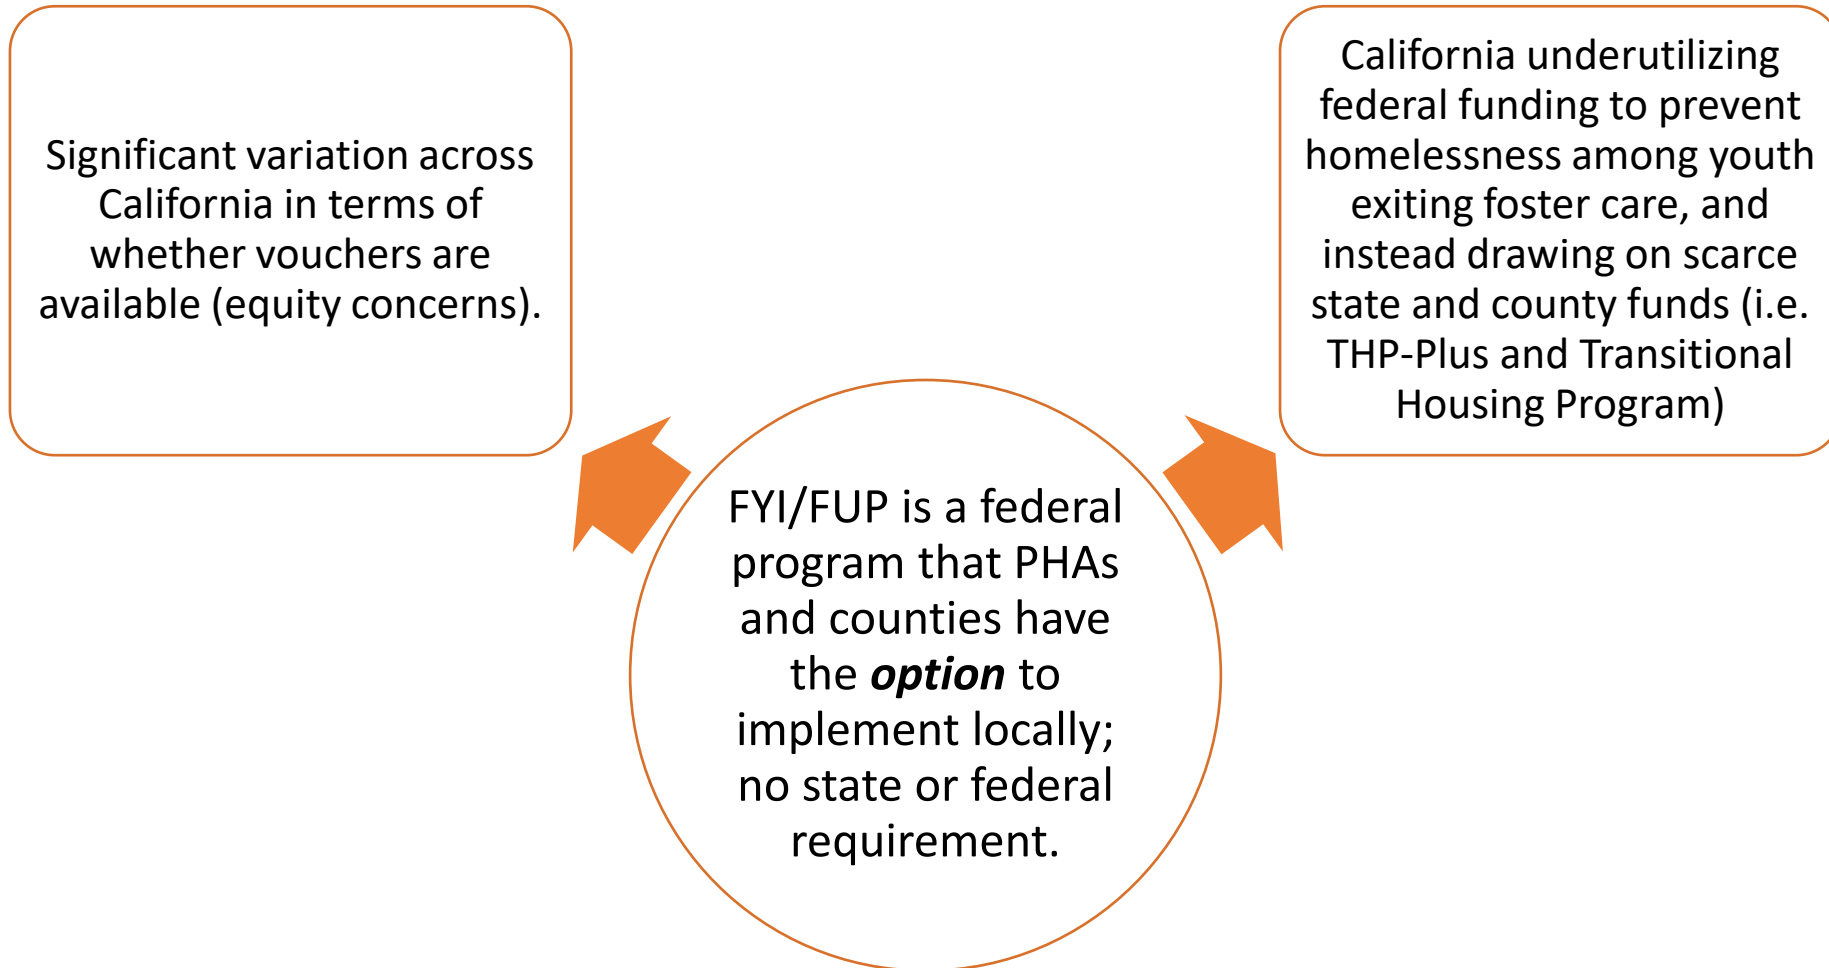 Significant variation across
California in terms of
whether vouchers are
available (equity concerns).
California underutilizing
federal funding to prevent
homelessness among youth
exiting foster care, and
instead drawing on scarce
state and county funds (i.e.
THP-Plus and Transitional
Housing Program)
FYI/FUP is a federal
program that PHAs
and counties have
the option to
implement locally;
no state or federal
requirement.